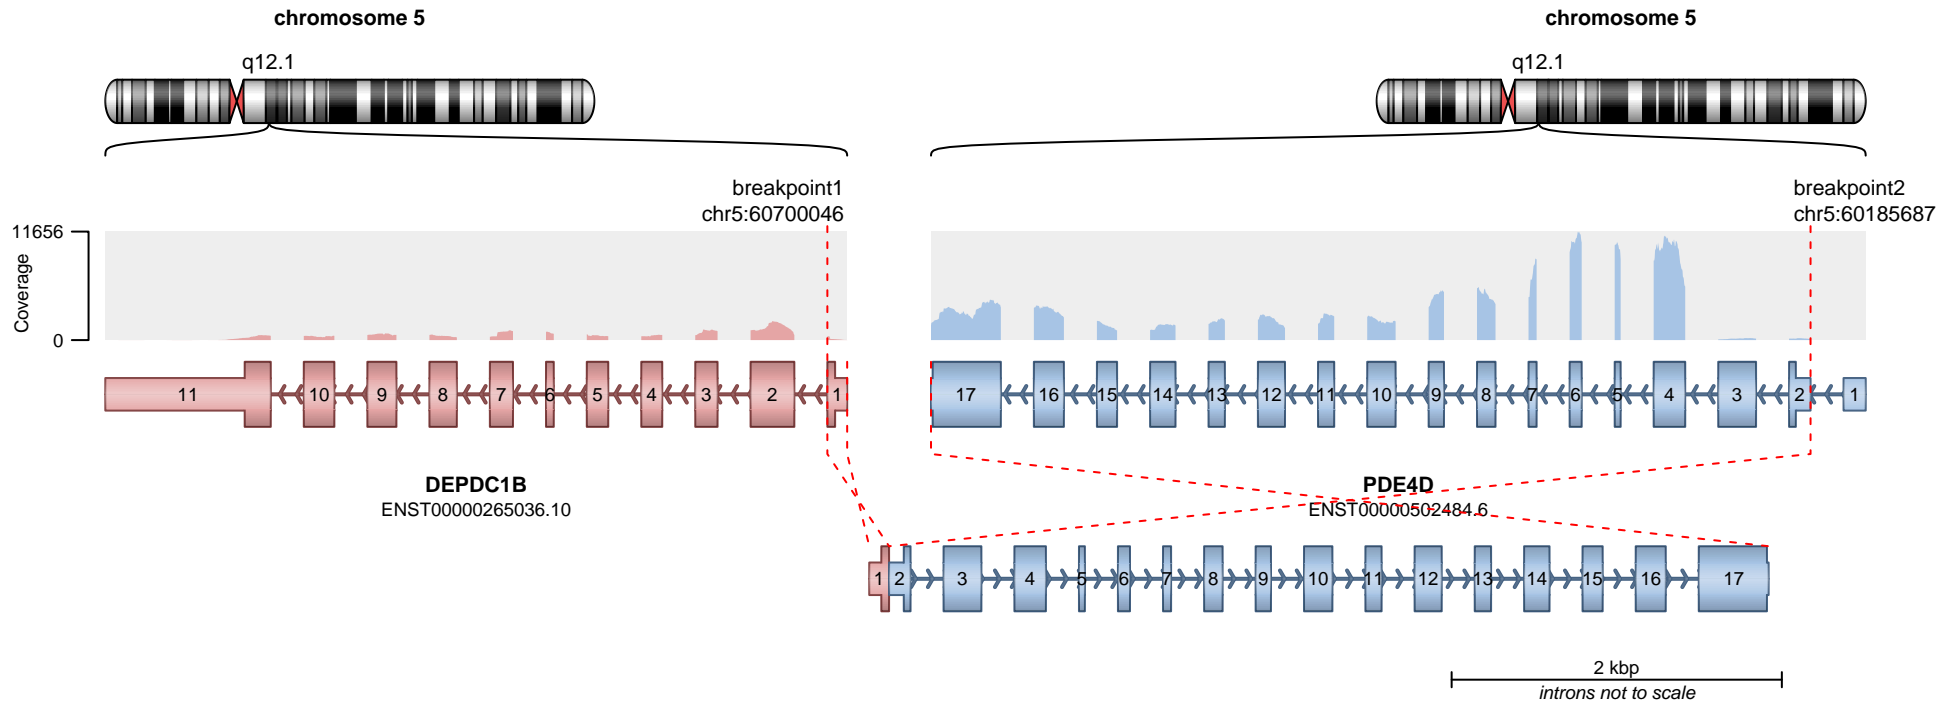 chromosome 5
chromosome 5
q12.1
q12.1
breakpoint1
chr5:60700046
breakpoint2
chr5:60185687
11656
Coverage
0
11 10 9 8 7 6 5 4 3 2 1
17 16 15 14 13 12 11 10 9 8 7 6 5 4 3 2 1
DEPDC1B
ENST00000265036.10
PDE4D
ENST00000502484.6
1 2 3 4 5 6 7 8 9 10 11 12 13 14 15 16 17
2 kbp
introns not to scale